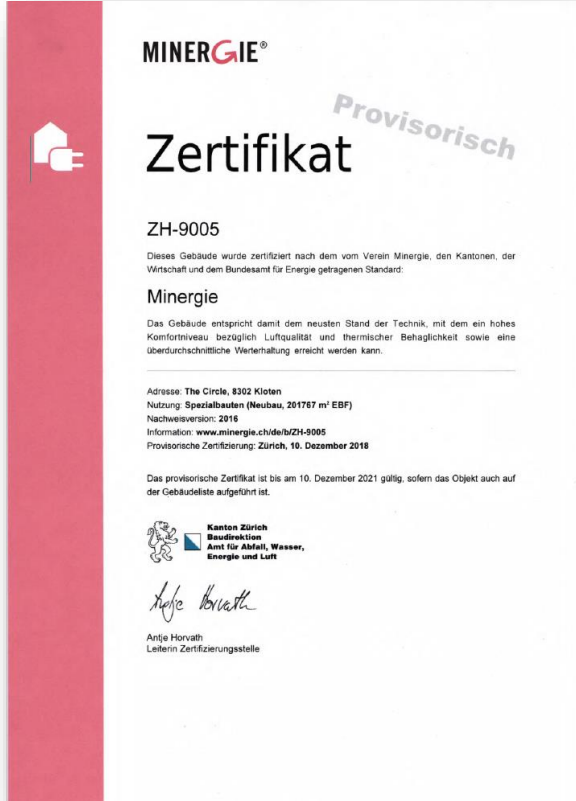 MINERGIE®
Provisorisch
Zertifikat
ZH-9005
Dieses Gebäude wurde zertifiziert nach dem vom Verein Minergie, den Kantonen, der
Wirtschaft und dem Bundesamt für Energie getragenen Standard:
Minergie
Das Gebäude entspricht damit dem neusten Stand der Technik, mit dem ein hohes
Komfortniveau bezüglich Luftqualität und thermischer Behaglichkeit sowie eine
überdurchschnittliche Werterhaltung erreicht werden kann.
Adresse: The Circle, 8302 Kloten
Nutzung: Spezialbauten (Neubau, 201767 m² EBF)
Nachweisversion: 2016
Information: www.minergie.ch/de/b/ZH-9005
Provisorische Zertifizierung: Zürich, 10. Dezember 2018
Das provisorische Zertifikat ist bis am 10. Dezember 2021 gültig, sofern das Objekt auch auf
der Gebäudeliste aufgeführt ist.
Kanton Zürich
Baudirektion
Amt für Abfall, Wasser,
Energie und Luft
Antje Horvath
Antje Horvath
Leiterin Zertifizierungsstelle